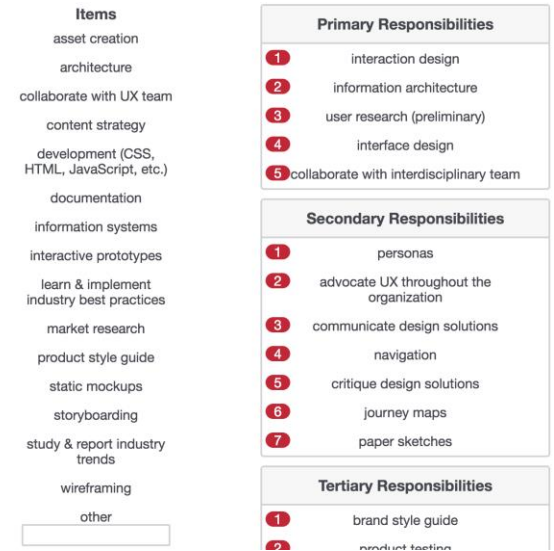 Items
asset creation
architecture
collaborate with UX team
content strategy
development (CSS,
HTML, JavaScript, etc.)
documentation
information systems
interactive prototypes
learn & implement
industry best practices
market research
product style guide
static mockups
storyboarding
study & report industry
trends
wireframing
other
Primary Responsibilities
1 interaction design
2 information architecture
3 user research (preliminary)
4 interface design
5 collaborate with interdisciplinary team
Secondary Responsibilities
1 personas
2 advocate UX throughout the
organization
3 communicate design solutions
4 navigation
5 critique design solutions
6 journey maps
7 paper sketches
Tertiary Responsibilities
1 brand style guide
2 product testing